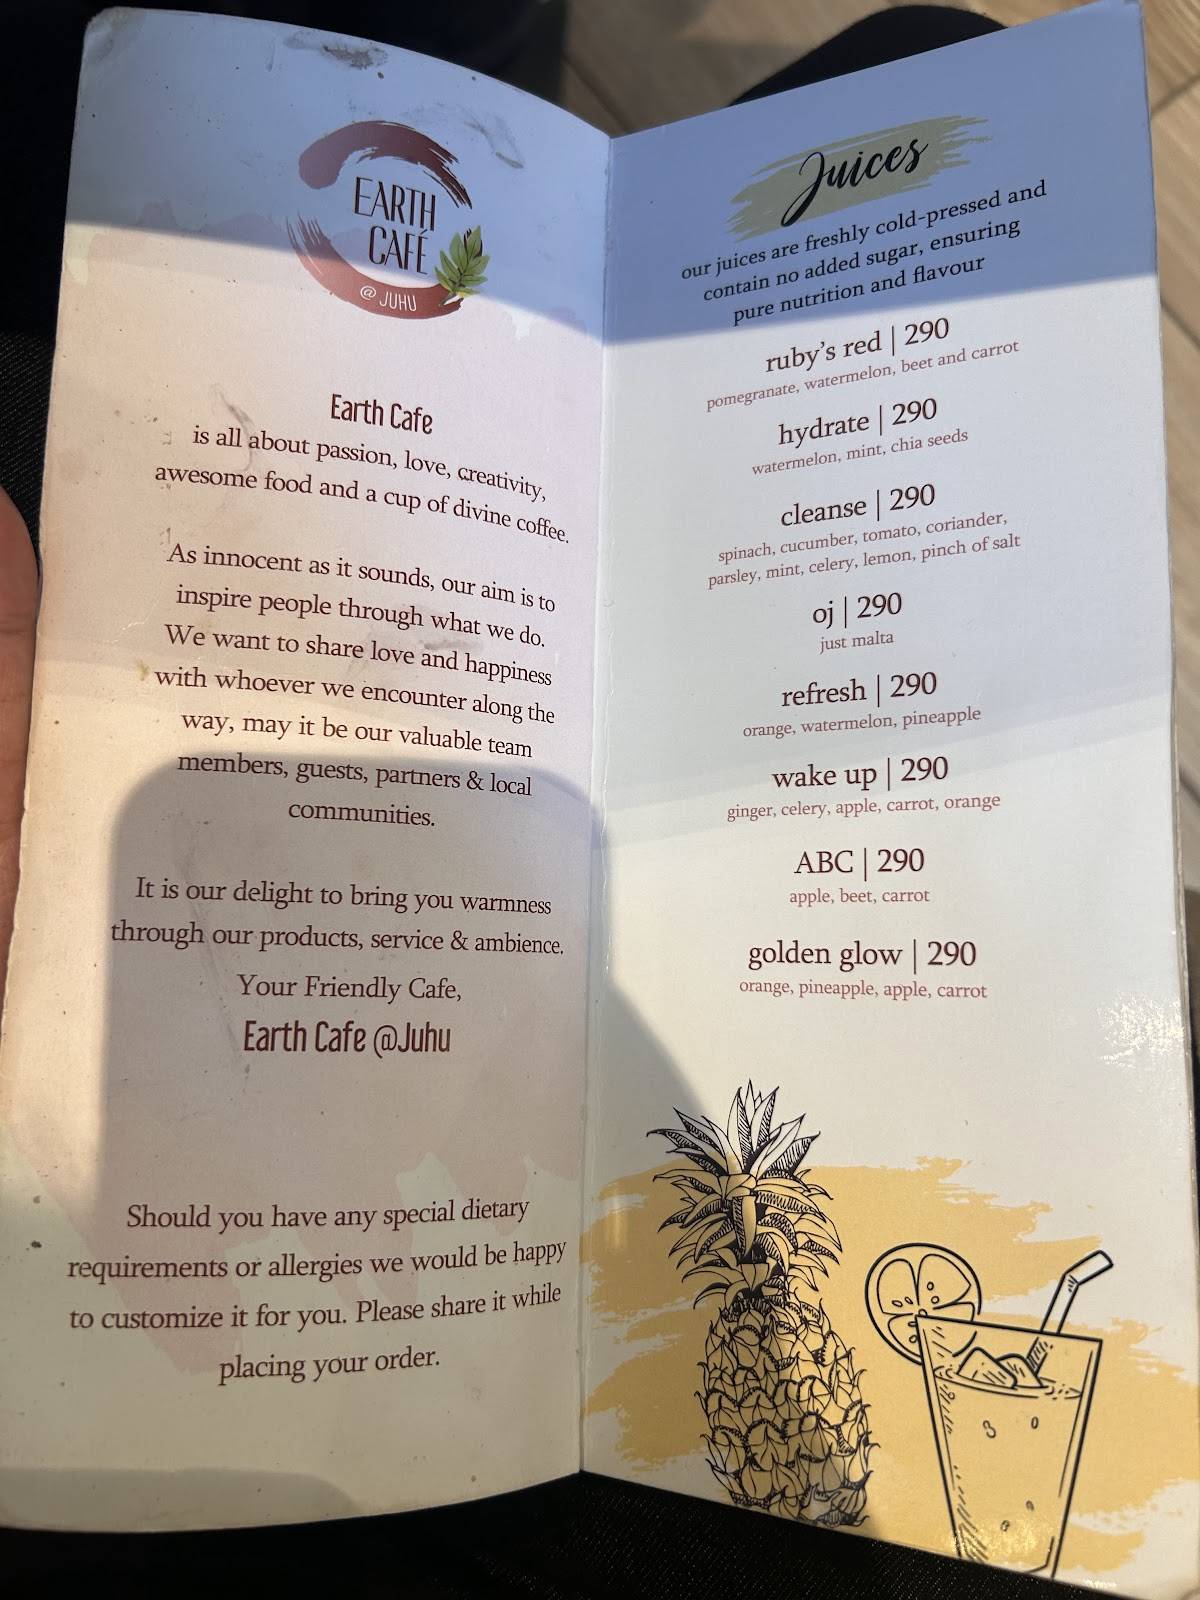 EARTH
CAFÉ
@ JUHU
Earth Cafe
is all about passion, love, creativity,
awesome food and a cup of divine coffee.
As innocent as it sounds, our aim is to
inspire people through what we do.
We want to share love and happiness
with whoever we encounter along the
way, may it be our valuable team
members, guests, partners & local
communities.
It is our delight to bring you warmness
through our products, service & ambience.
Your Friendly Cafe,
Earth Cafe @Juhu
Should you have any special dietary
requirements or allergies we would be happy
to customize it for you. Please share it while
placing your order.
Juices
our juices are freshly cold-pressed and
contain no added sugar, ensuring
pure nutrition and flavour
ruby's red | 290
pomegranate, watermelon, beet and carrot
hydrate | 290
watermelon, mint, chia seeds
cleanse | 290
spinach, cucumber, tomato, coriander,
parsley, mint, celery, lemon, pinch of salt
oj | 290
just malta
refresh | 290
orange, watermelon, pineapple
wake up | 290
ginger, celery, apple, carrot, orange
ABC | 290
apple, beet, carrot
golden glow | 290
orange, pineapple, apple, carrot